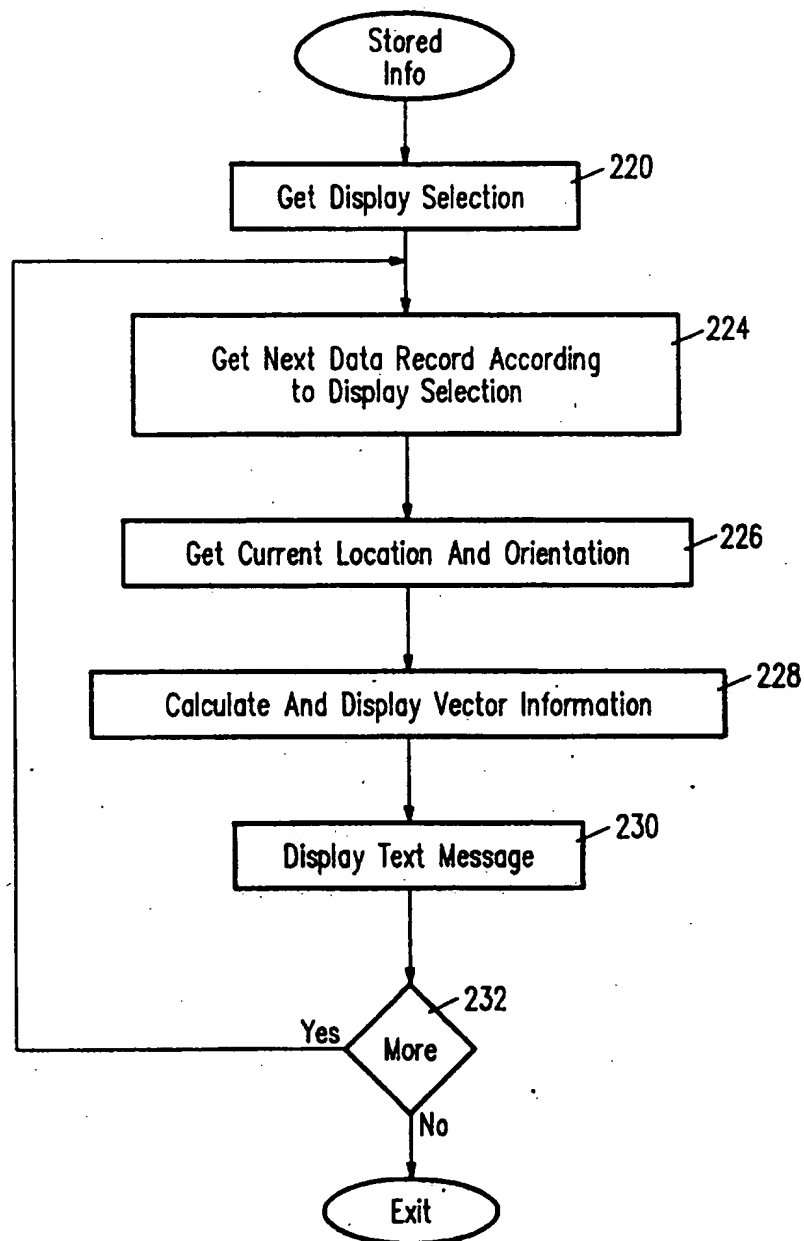 Stored
Info
220
Get Display Selection
224
Get Next Data Record According
to Display Selection
226
Get Current Location And Orientation
228
Calculate And Display Vector Information
230
Display Text Message
232
Yes
More
No
Exit